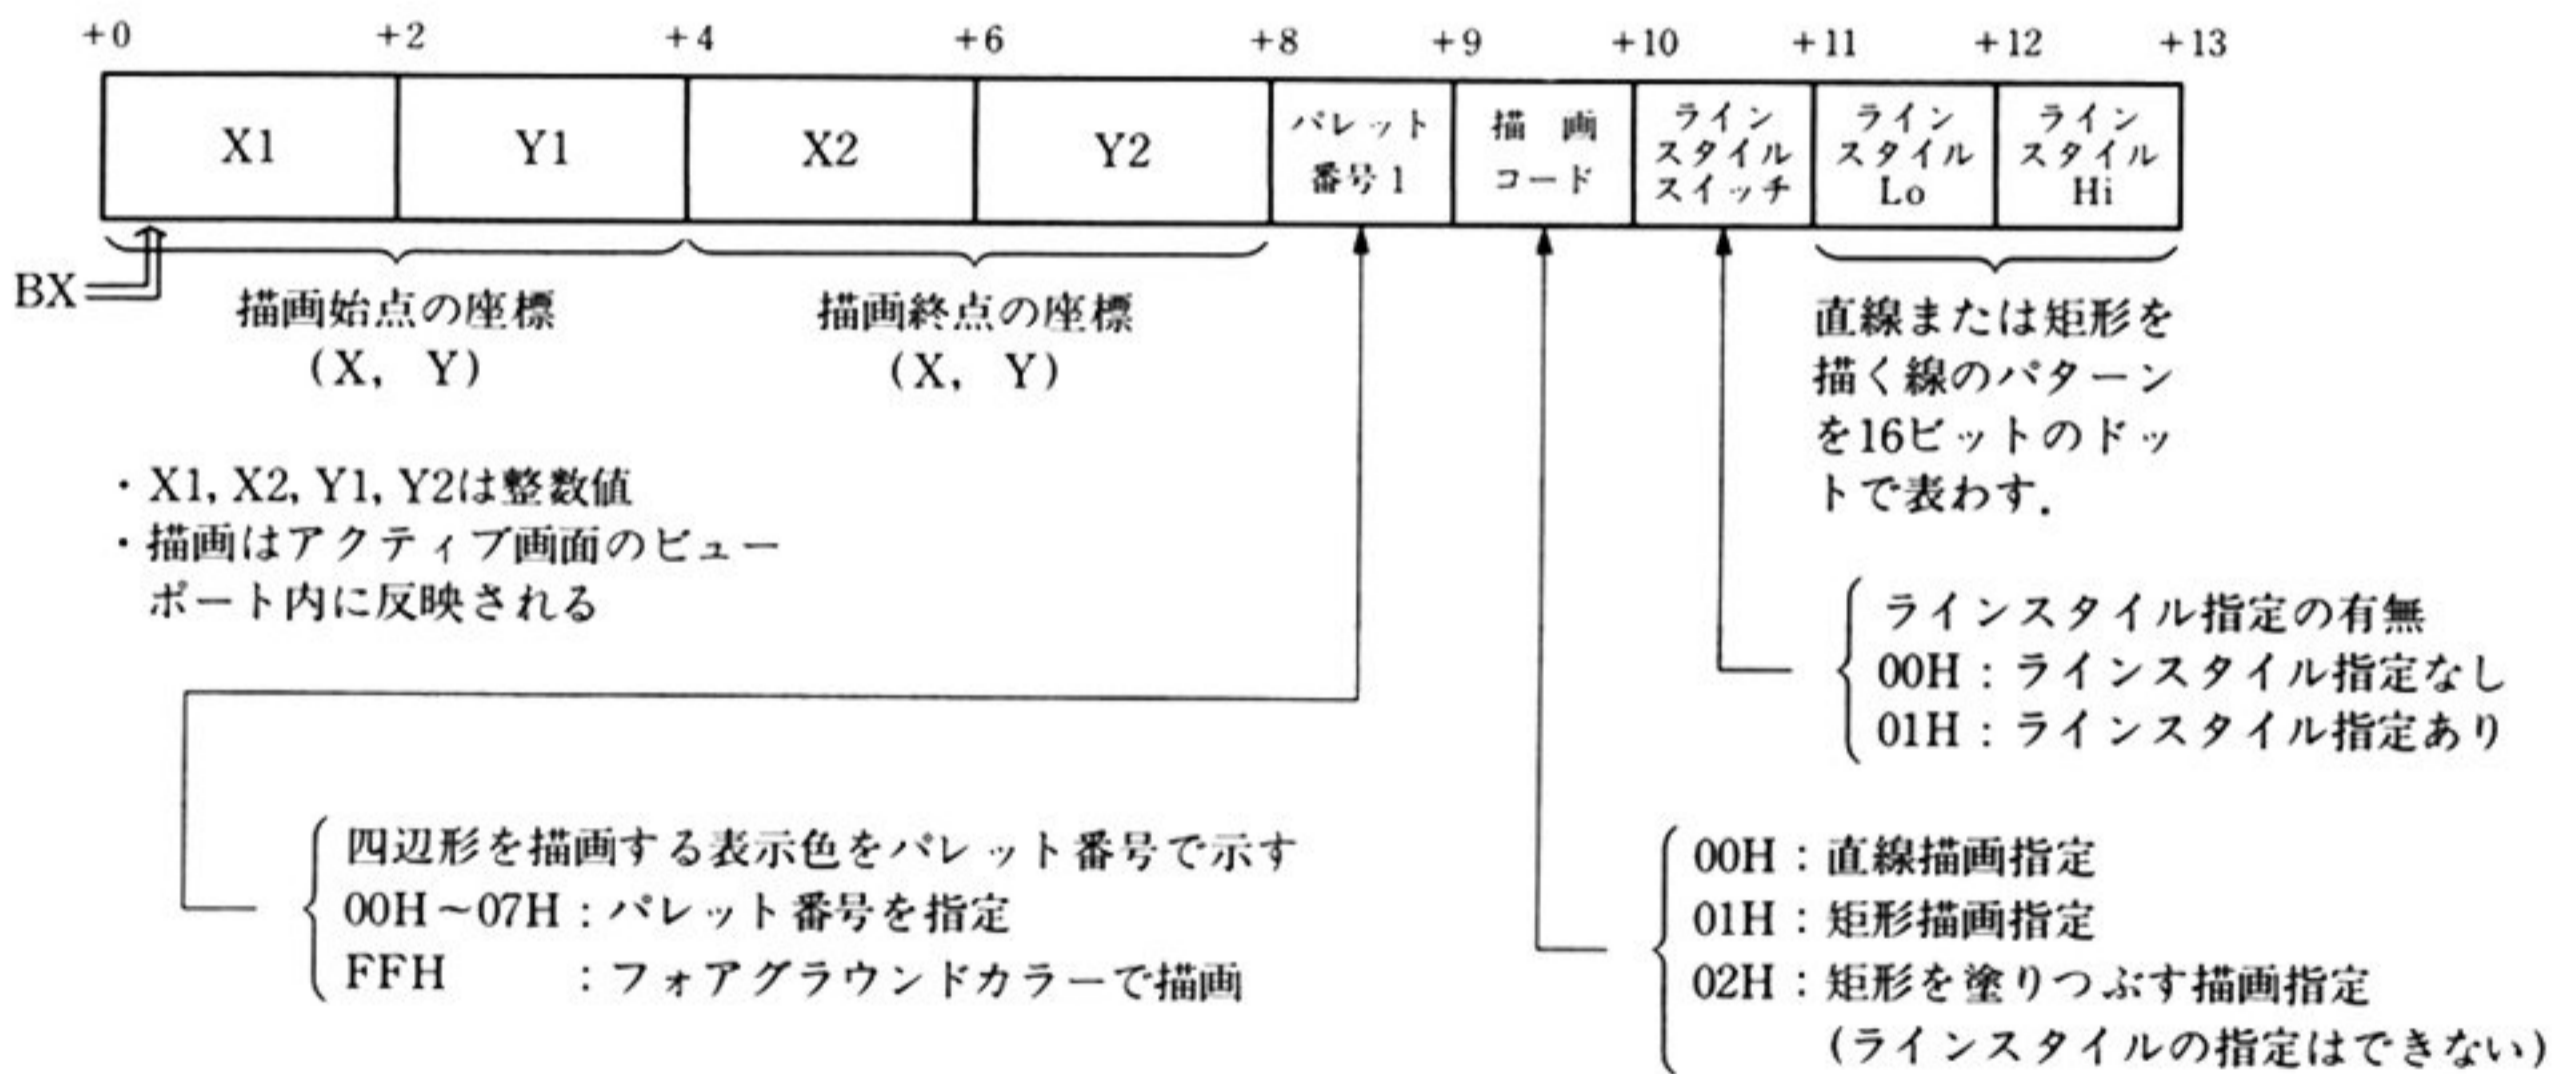 +0 +2 +4 +6 +8 +9 +10 +11 +12 +13
X1 Y1 X2 Y2
パレット
番号1
描画
コード
ライン
スタイル
スイッチ
ライン
スタイル
Lo
ライン
スタイル
Hi
BX
描画始点の座標
(X, Y)
描画終点の座標
(X, Y)
直線または矩形を
描く線のパターン
を16ビットのドッ
トで表わす.
・X1, X2, Y1, Y2は整数値
・描画はアクティブ画面のビュー
ポート内に反映される
ラインスタイル指定の有無
00H:ラインスタイル指定なし
01H:ラインスタイル指定あり
四辺形を描画する表示色をパレット番号で示す
00H~07H:パレット番号を指定
FFH :フォアグラウンドカラーで描画
00H:直線描画指定
01H:矩形描画指定
02H:矩形を塗りつぶす描画指定
(ラインスタイルの指定はできない)